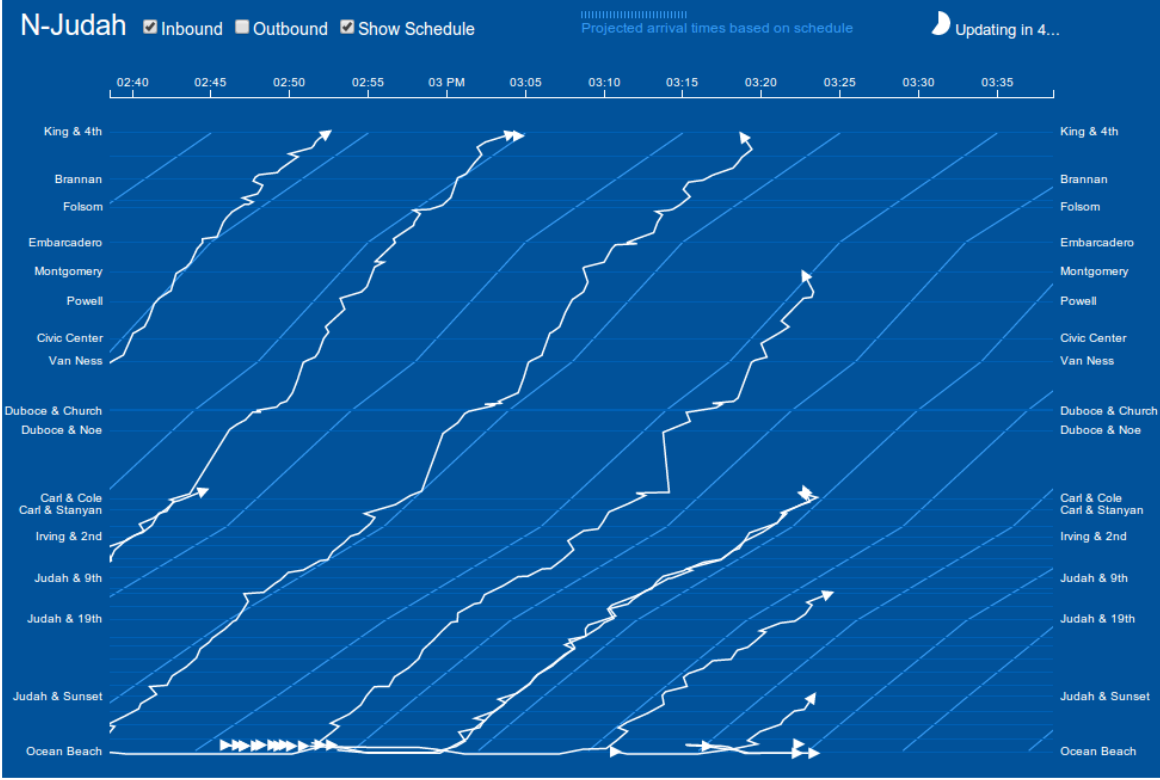 N-Judah Inbound Outbound Show Schedule
Projected arrival times based on schedule
Updating in 4...
02:40 02:45 02:50 02:55 03 PM 03:05 03:10 03:15 03:20 03:25 03:30 03:35
King & 4th King & 4th
Brannan Brannan
Folsom Folsom
Embarcadero Embarcadero
Montgomery Montgomery
Powell Powell
Civic Center Civic Center
Van Ness Van Ness
Duboce & Church Duboce & Church
Duboce & Noe Duboce & Noe
Carl & Cole Carl & Cole
Carl & Stanyan Carl & Stanyan
Irving & 2nd Irving & 2nd
Judah & 9th Judah & 9th
Judah & 19th Judah & 19th
Judah & Sunset Judah & Sunset
Ocean Beach Ocean Beach